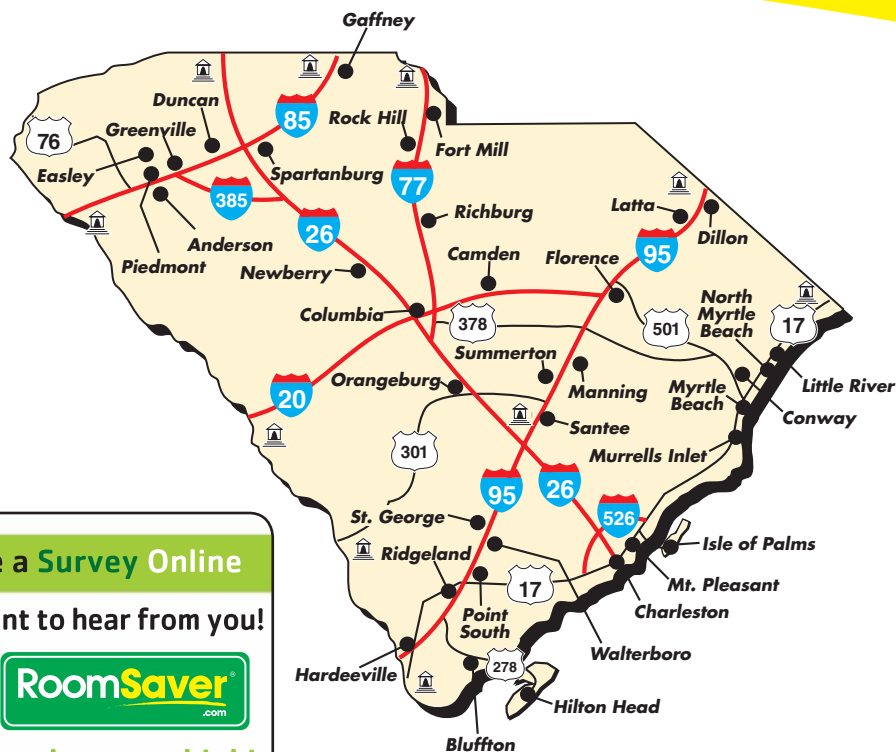 Gaffney
Duncan
85
Rock Hill
76
Greenville
Fort Mill
Easley
Spartanburg
77
385
Latta
Richburg
26
Dillon
Anderson
95
Camden
Florence
Piedmont
Newberry
North
Myrtle
Beach
Columbia
378
501
17
Summerton
Orangeburg
Little River
20
Manning
Myrtle
Beach
Conway
Santee
301
Murrells Inlet
95
26
St. George
526
e a Survey Online
Isle of Palms
Ridgeland
17
Mt. Pleasant
nt to hear from you!
Point
South
Charleston
Walterboro
Hardeeville
278
RoomSaver®
.com
Hilton Head
Bluffton